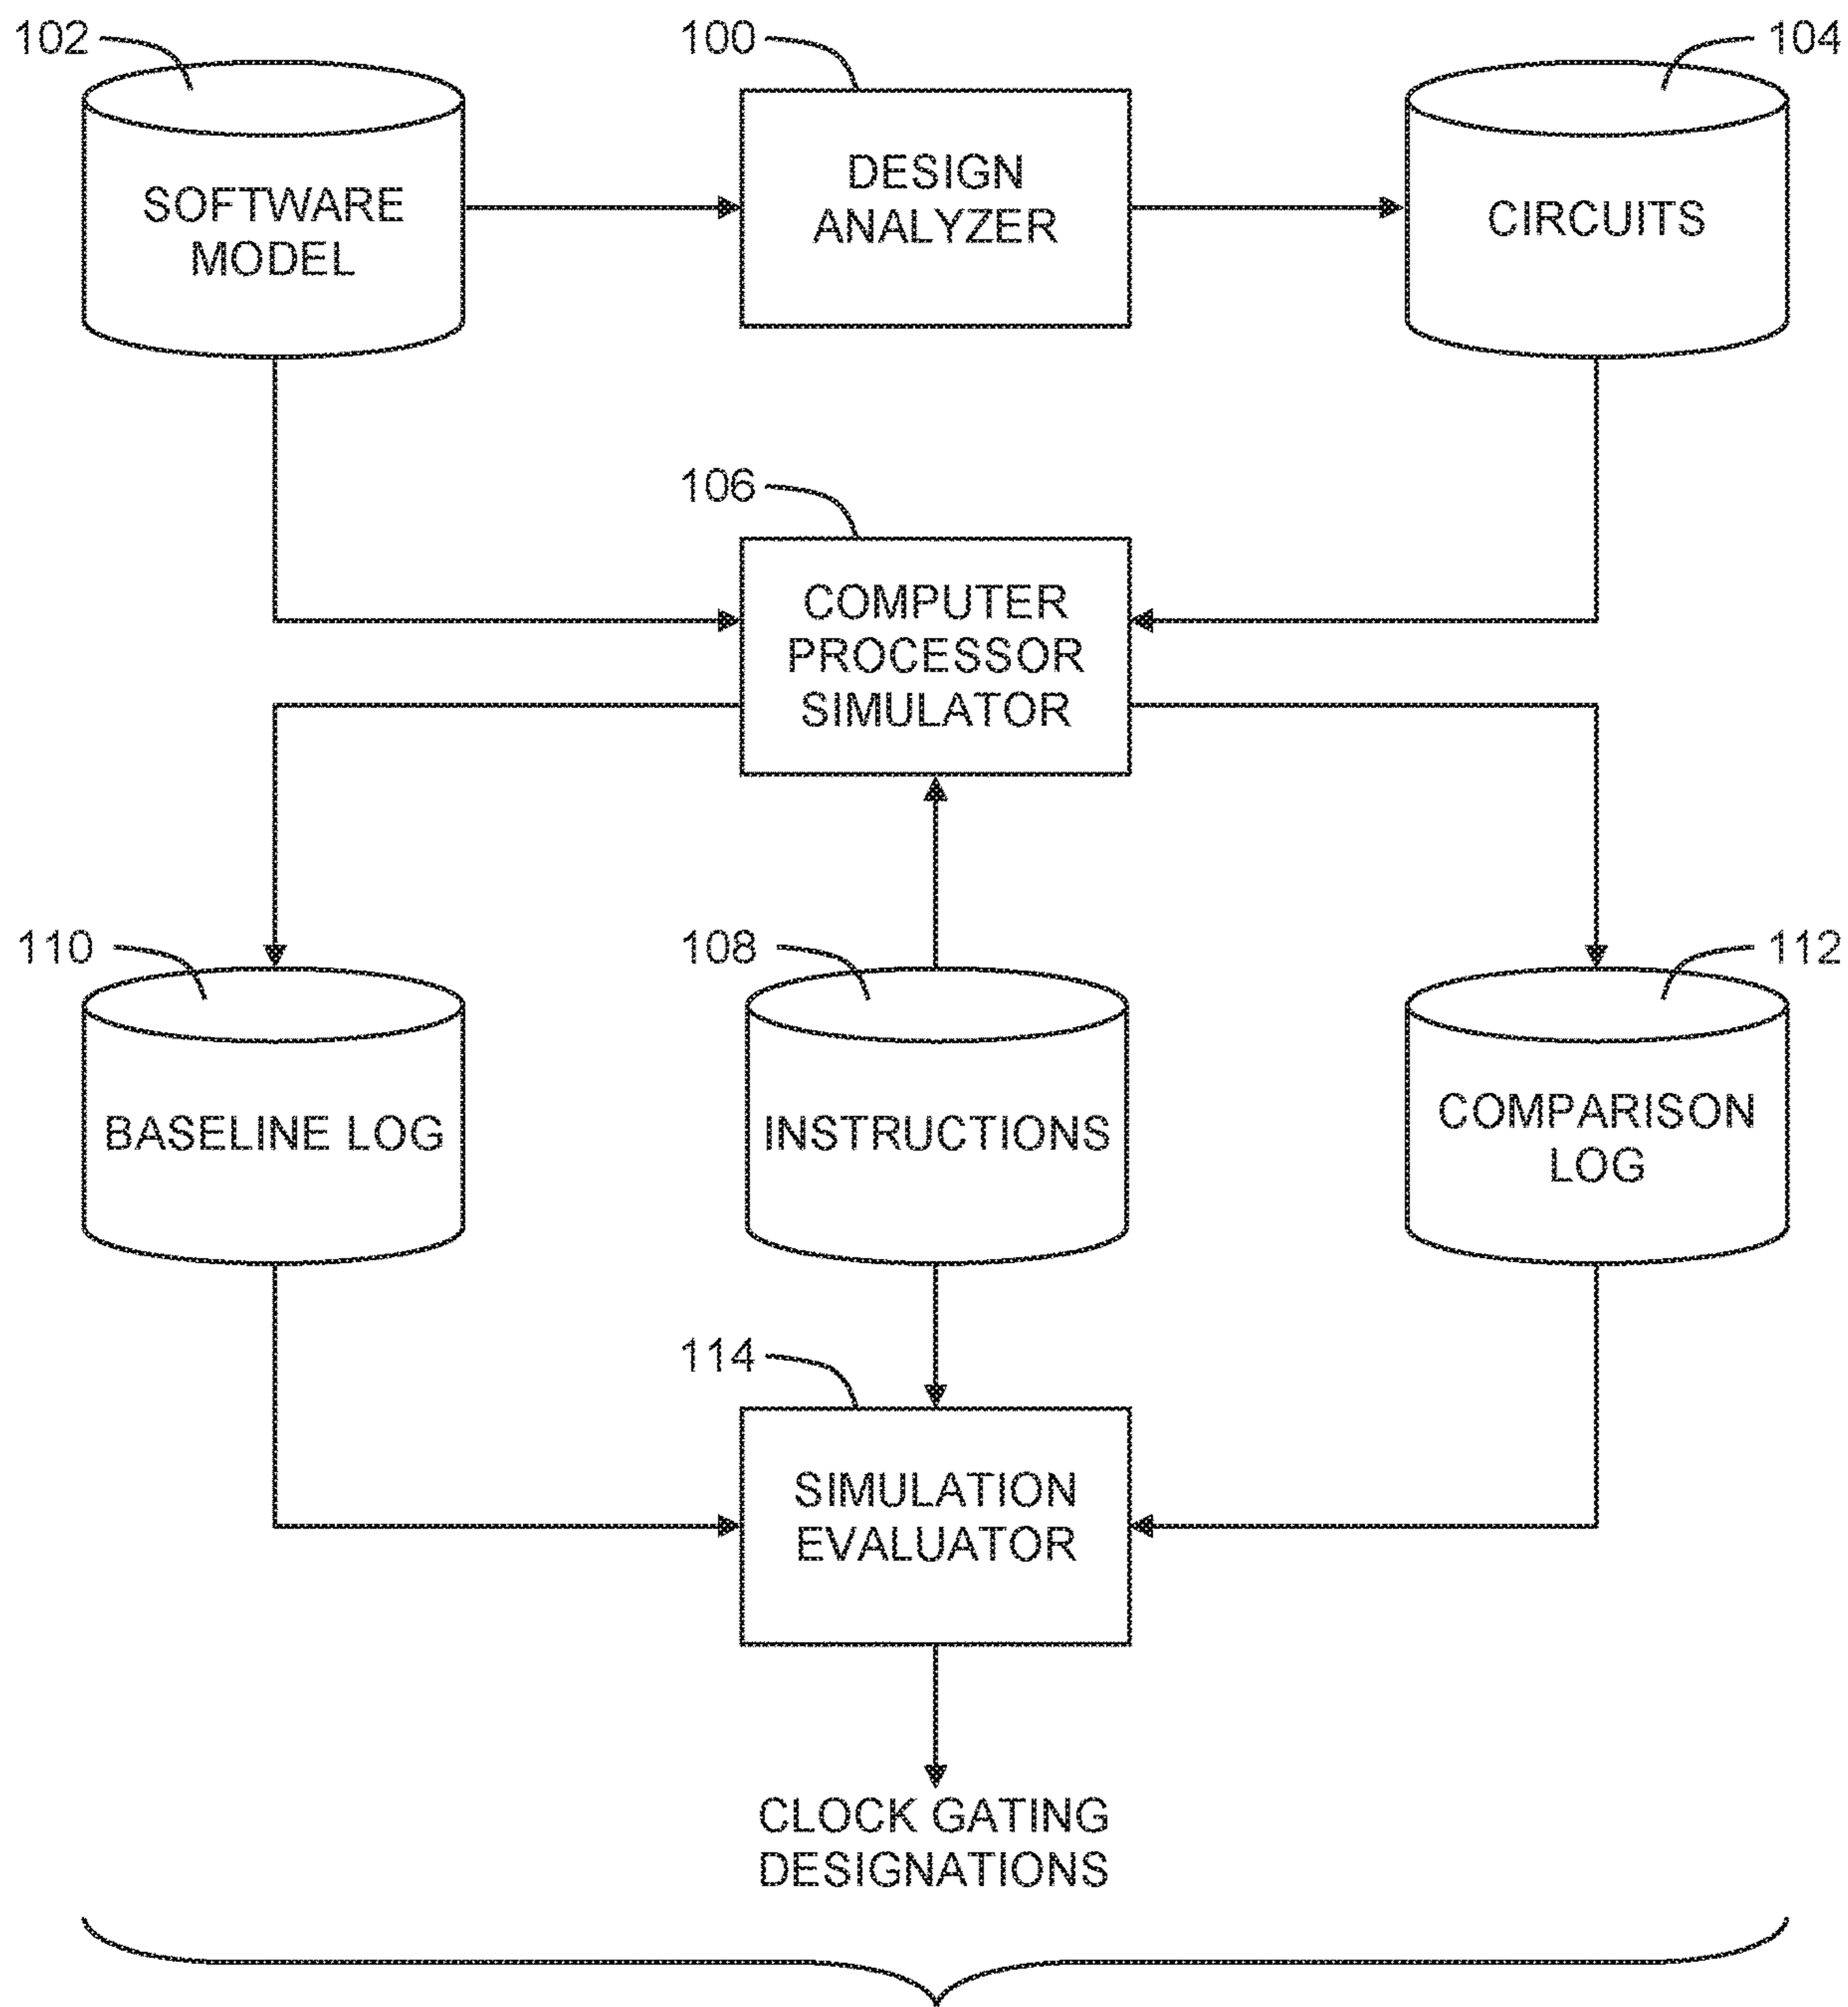 102
100
104
SOFTWARE
MODEL
DESIGN
ANALYZER
CIRCUITS
106
COMPUTER
PROCESSOR
SIMULATOR
110
108
112
BASELINE LOG
INSTRUCTIONS
COMPARISON
LOG
114
SIMULATION
EVALUATOR
CLOCK GATING
DESIGNATIONS